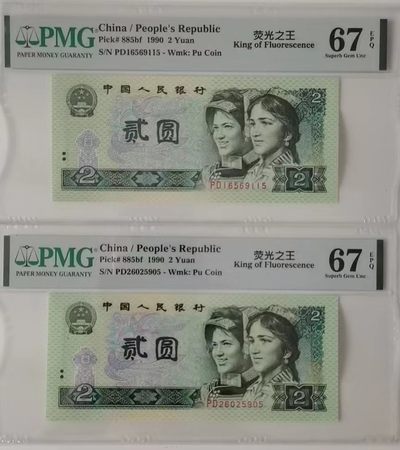 PMG
PAPER MONEY GUARANTY
China / People's Republic
Pick# 885bf 1990 2 Yuan
S/N PD16569115 - Wmk: Pu Coin
荧光之王
King of Fluorescence
67 EPQ
Superb Gem Unc
中国人民银行
2
贰圆
PD16569115
2
2
PMG
PAPER MONEY GUARANTY
China / People's Republic
Pick# 885bf 1990 2 Yuan
S/N PD26025905 - Wmk: Pu Coin
荧光之王
King of Fluorescence
67 EPQ
Superb Gem Unc
中国人民银行
2
贰圆
PD26025905
2
2